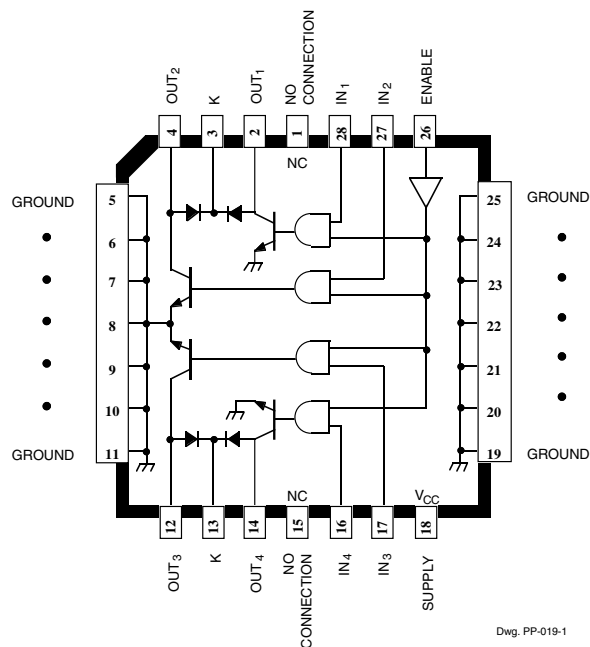 OUT2
K
OUT1
NO CONNECTION
IN1
IN2
ENABLE
4
3
2
1
28
27
26
NC
GROUND
5
25
GROUND
6
24
7
23
8
22
9
21
10
20
GROUND
11
19
GROUND
NC
VCC
12
13
14
15
16
17
18
OUT3
K
OUT4
NO CONNECTION
IN4
IN3
SUPPLY
Dwg. PP-019-1